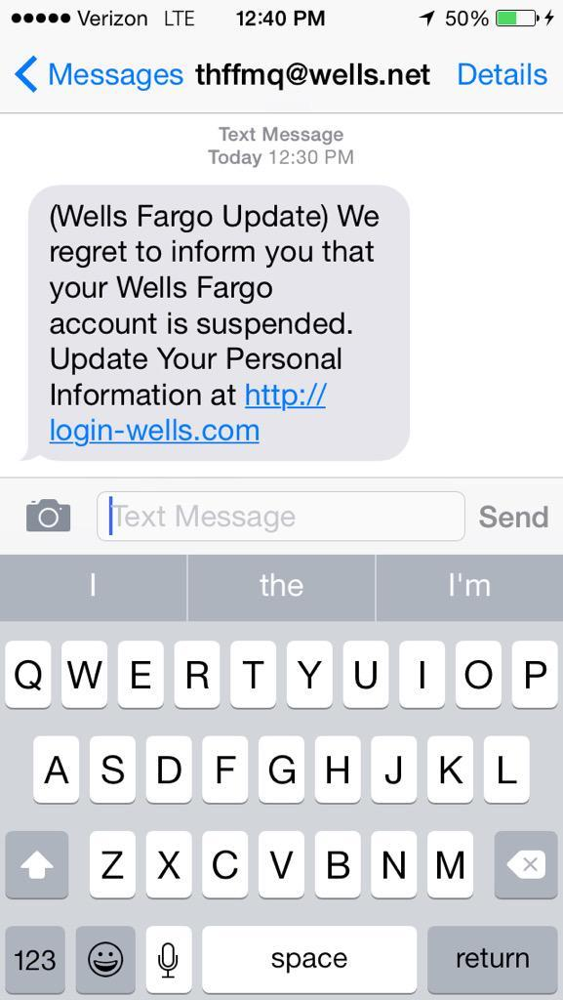 Verizon LTE 12:40 PM 50%
Messages thffmq@wells.net Details
Text Message
Today 12:30 PM
(Wells Fargo Update) We
regret to inform you that
your Wells Fargo
account is suspended.
Update Your Personal
Information at http://
login-wells.com
Text Message Send
I the I'm
Q W E R T Y U I O P
A S D F G H J K L
Z X C V B N M
123 space return